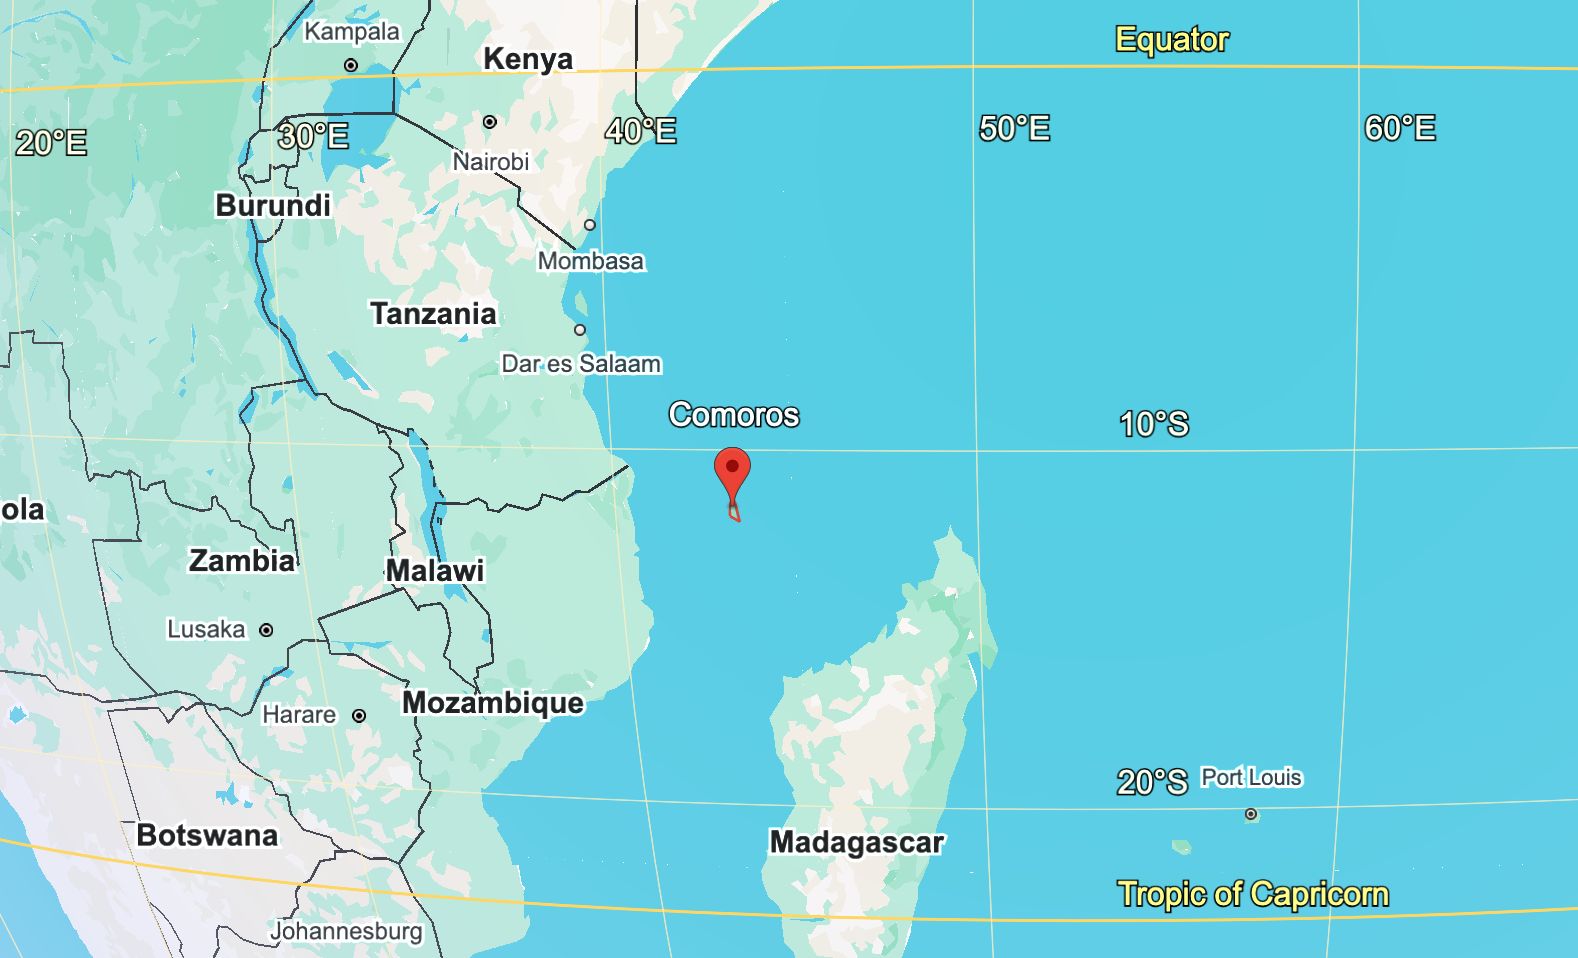 Kampala
Kenya
Equator
20°E
30°E
40°E
50°E
60°E
Nairobi
Burundi
Mombasa
Tanzania
Dar es Salaam
Comoros
10°S
ola
Zambia
Malawi
Lusaka
Mozambique
Harare
20°S
Port Louis
Botswana
Madagascar
Tropic of Capricorn
Johannesburg